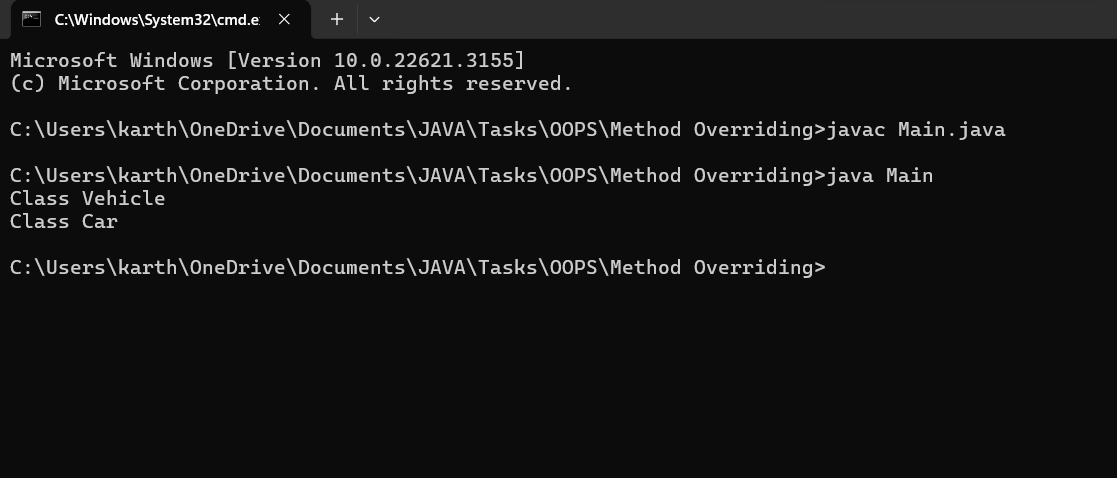 C:\Windows\System32\cmd.e
Microsoft Windows [Version 10.0.22621.3155]
(c) Microsoft Corporation. All rights reserved.
C:\Users\karth\OneDrive\Documents\JAVA\Tasks\OOPS\Method Overriding>javac Main.java
C:\Users\karth\OneDrive\Documents\JAVA\Tasks\OOPS\Method Overriding>java Main
Class Vehicle
Class Car
C:\Users\karth\OneDrive\Documents\JAVA\Tasks\OOPS\Method Overriding>